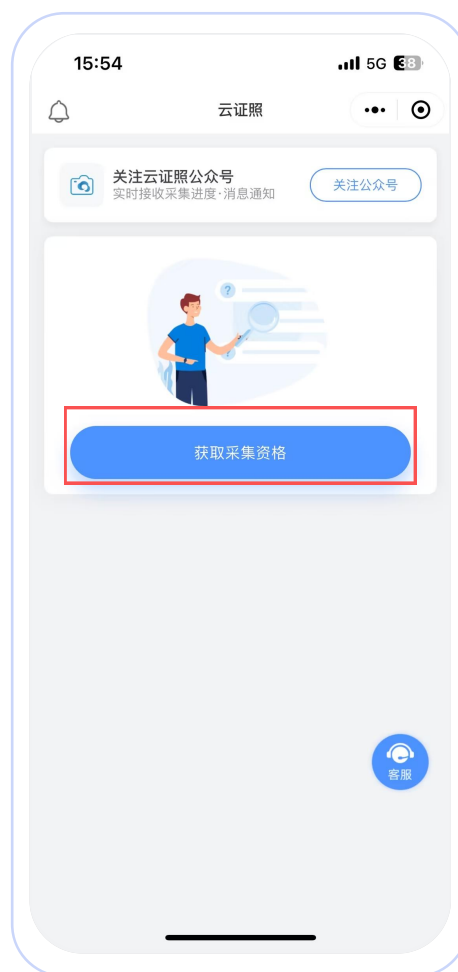 15:54
5G 38
云证照
关注云证照公众号
实时接收采集进度·消息通知
关注公众号
?
?
获取采集资格
客服